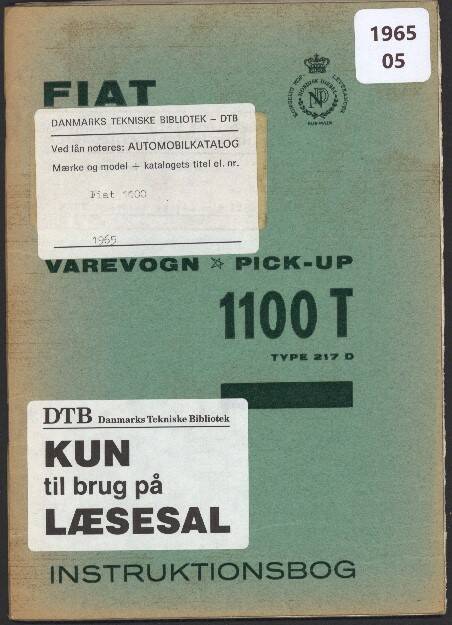 1965
05
FIAT
DANMARKS TEKNISKE BIBLIOTEK – DTB
Ved lån noteres: AUTOMOBILKATALOG
Mærke og model + katalogets titel el. nr.
Fiat 1100
1965
VAREVOGN ☆ PICK-UP
1100 T
TYPE 217 D
DTB Danmarks Tekniske Bibliotek
KUN
til brug på
LÆSESAL
INSTRUKTIONSBOG